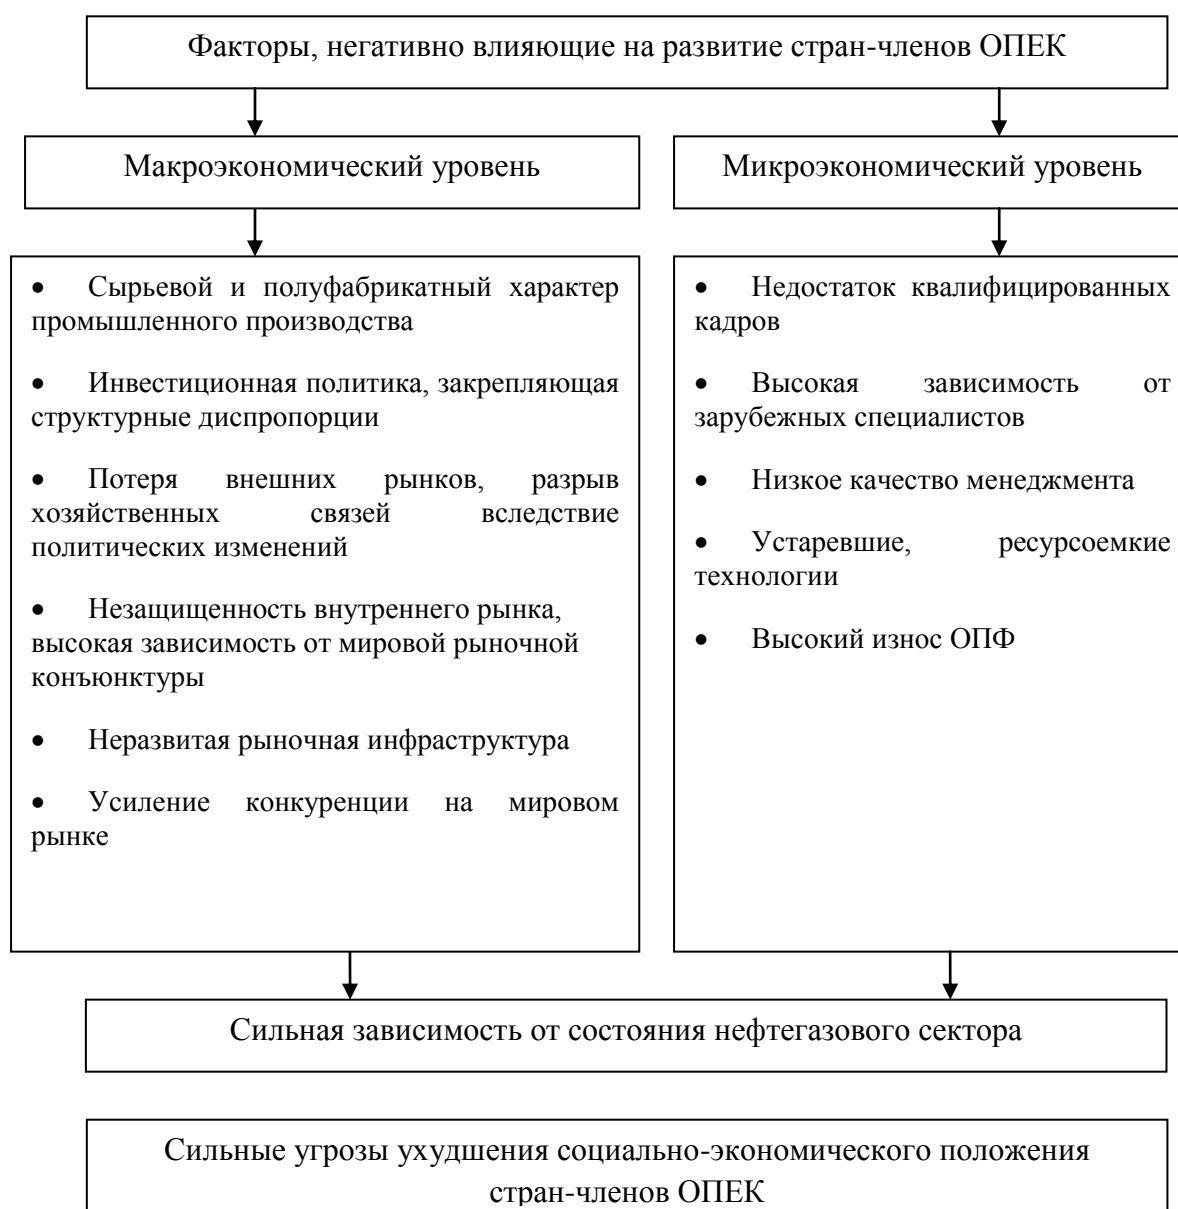 Факторы, негативно влияющие на развитие стран-членов ОПЕК
Макроэкономический уровень
Микроэкономический уровень
• Сырьевой и полуфабрикатный характер
промышленного производства
• Инвестиционная политика, закрепляющая
структурные диспропорции
• Потеря внешних рынков, разрыв
хозяйственных связей вследствие
политических изменений
• Незащищенность внутреннего рынка,
высокая зависимость от мировой рыночной
конъюнктуры
• Неразвитая рыночная инфраструктура
• Усиление конкуренции на мировом
рынке
• Недостаток квалифицированных
кадров
• Высокая зависимость от
зарубежных специалистов
• Низкое качество менеджмента
• Устаревшие, ресурсоемкие
технологии
• Высокий износ ОПФ
Сильная зависимость от состояния нефтегазового сектора
Сильные угрозы ухудшения социально-экономического положения
стран-членов ОПЕК